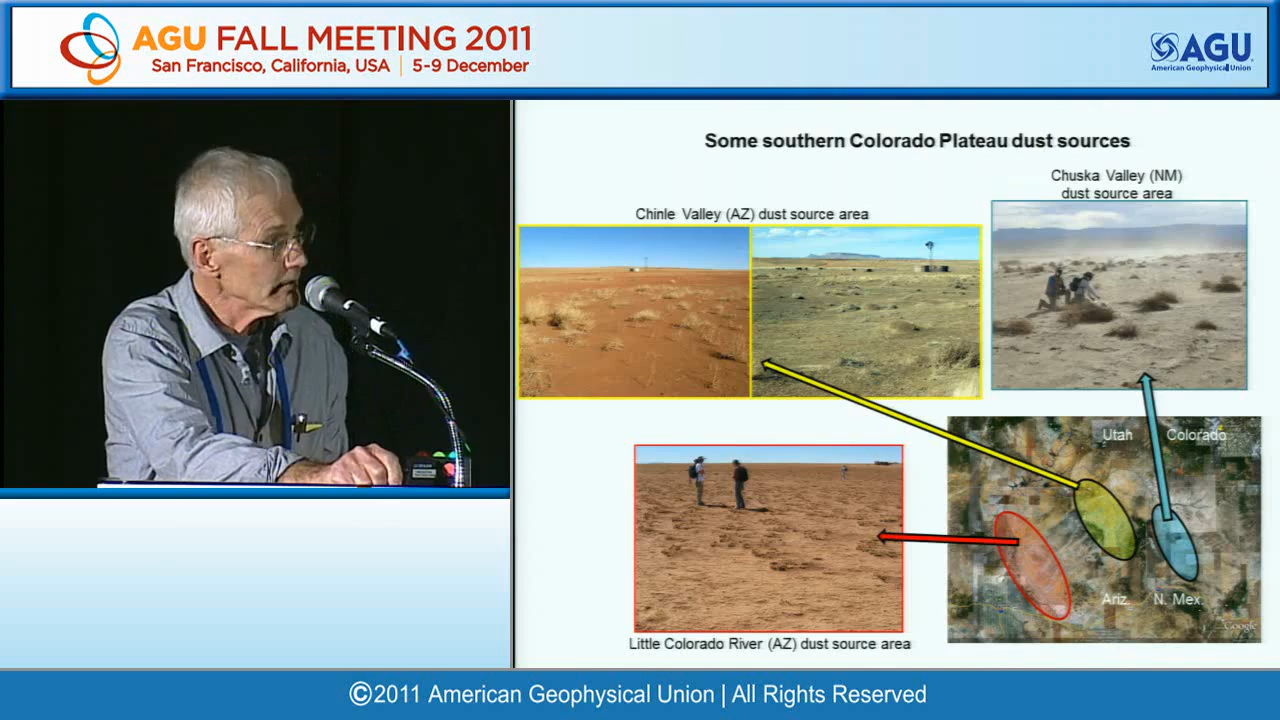 AGU FALL MEETING 2011
San Francisco, California, USA | 5-9 December
AGU
American Geophysical Union
Some southern Colorado Plateau dust sources
Chuska Valley (NM)
dust source area
Chinle Valley (AZ) dust source area
Utah
Colorado
Ariz.
N. Mex.
Google
Little Colorado River (AZ) dust source area
©2011 American Geophysical Union | All Rights Reserved